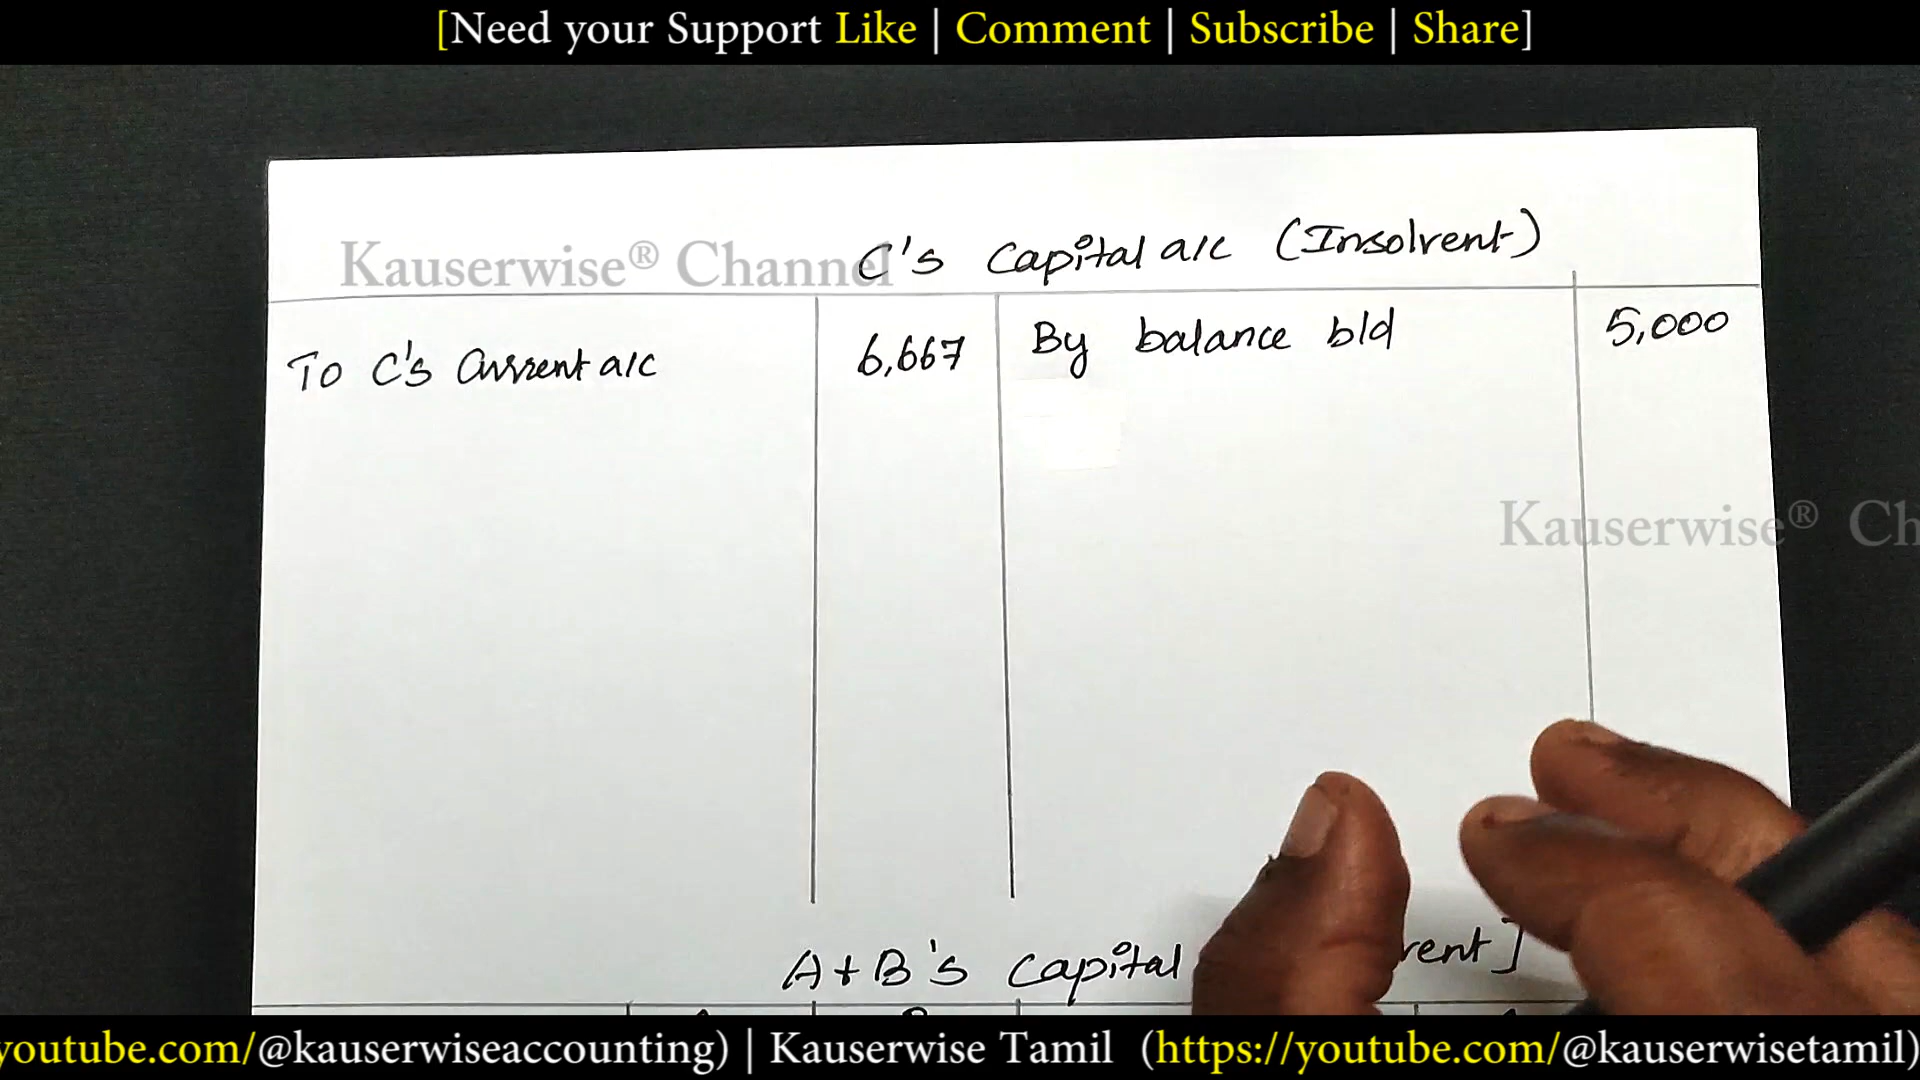 [Need your Support Like | Comment | Subscribe | Share]
Kauserwise® Channel
C's Capital a/c (Insolvent)
To C's Current a/c 6,667 By balance b/d 5,000
Kauserwise® Ch
A + B's Capital
youtube.com/@kauserwiseaccounting) | Kauserwise Tamil (https://youtube.com/@kauserwisetamil)